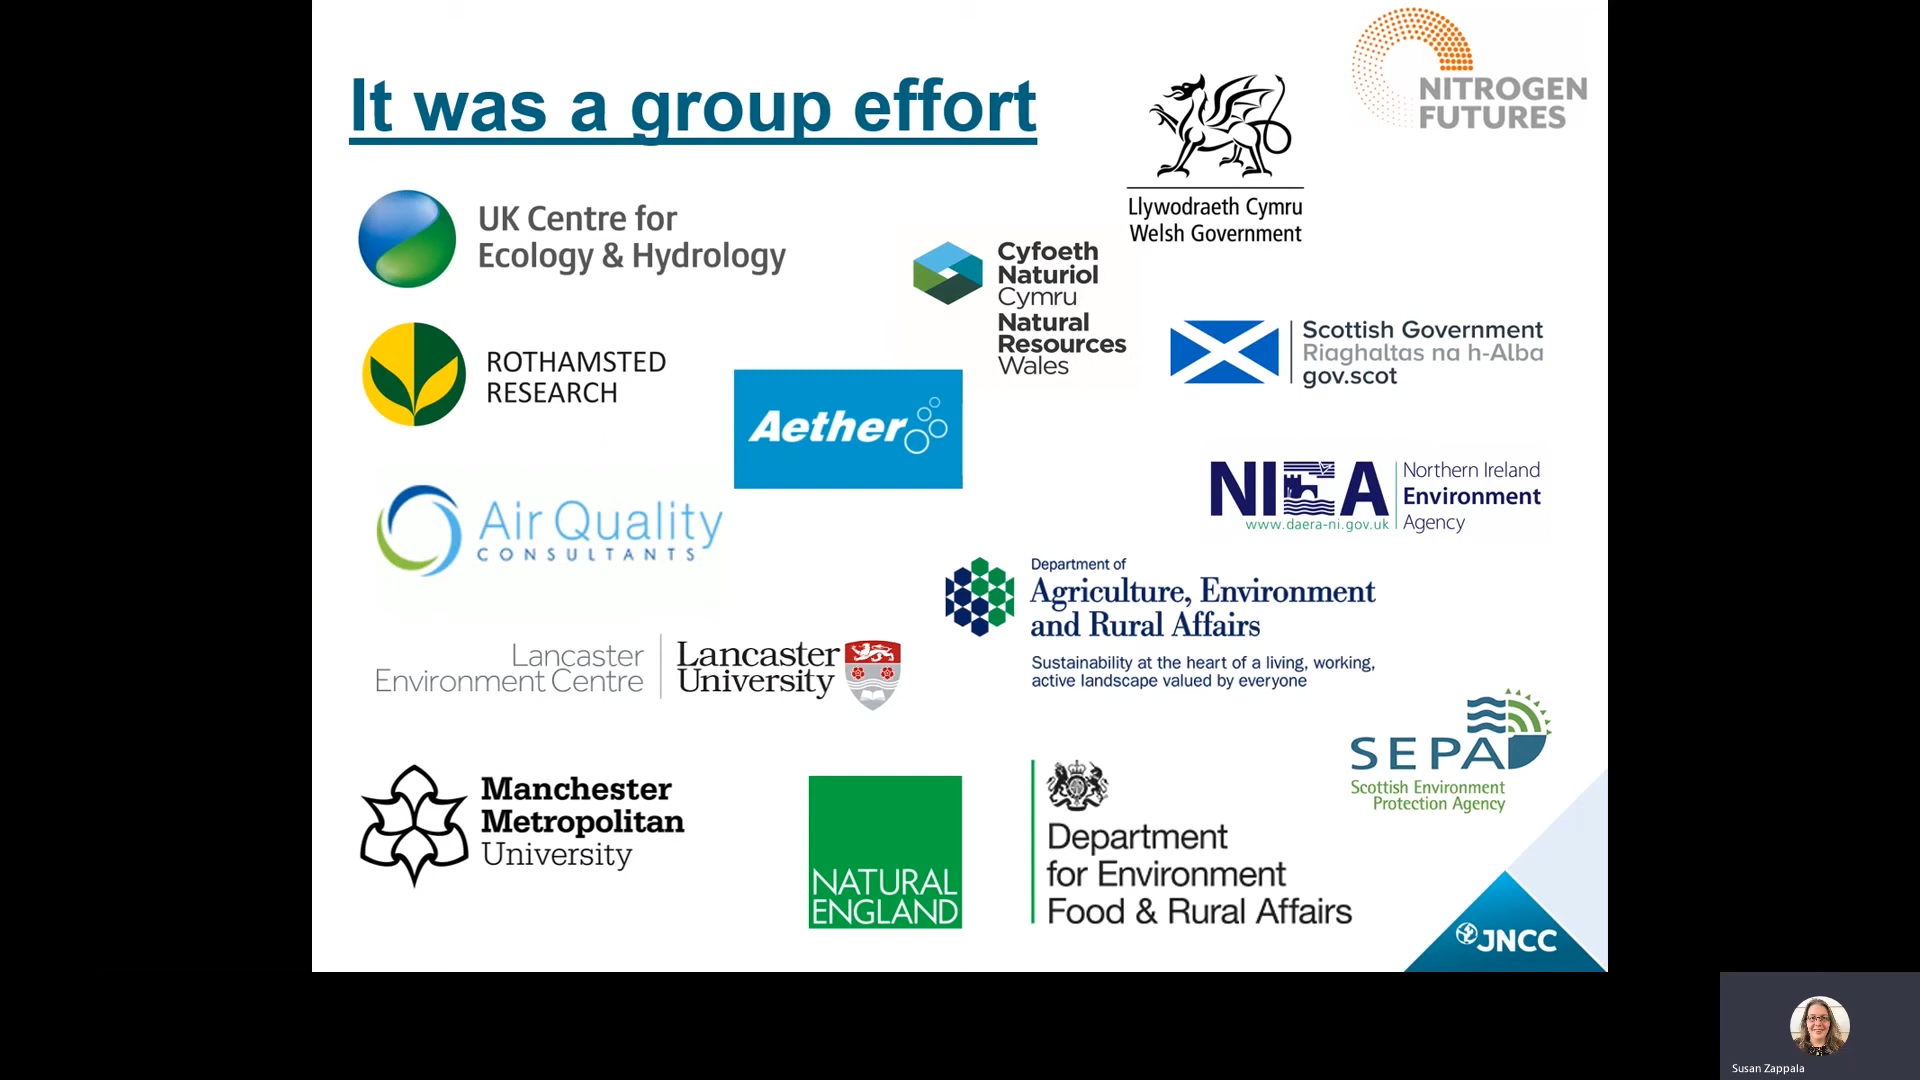 It was a group effort
NITROGEN
FUTURES
Llywodraeth Cymru
Welsh Government
UK Centre for
Ecology & Hydrology
Cyfoeth
Naturiol
Cymru
Natural
Resources
Wales
Scottish Government
Riaghaltas na h-Alba
gov.scot
ROTHAMSTED
RESEARCH
Aether
NIEA
www.daera-ni.gov.uk
Northern Ireland
Environment
Agency
Air Quality
CONSULTANTS
Department of
Agriculture, Environment
and Rural Affairs
Sustainability at the heart of a living, working,
active landscape valued by everyone
Lancaster
Environment Centre
Lancaster
University
SEPA
Scottish Environment
Protection Agency
Manchester
Metropolitan
University
NATURAL
ENGLAND
Department
for Environment
Food & Rural Affairs
JNCC
Susan Zappala